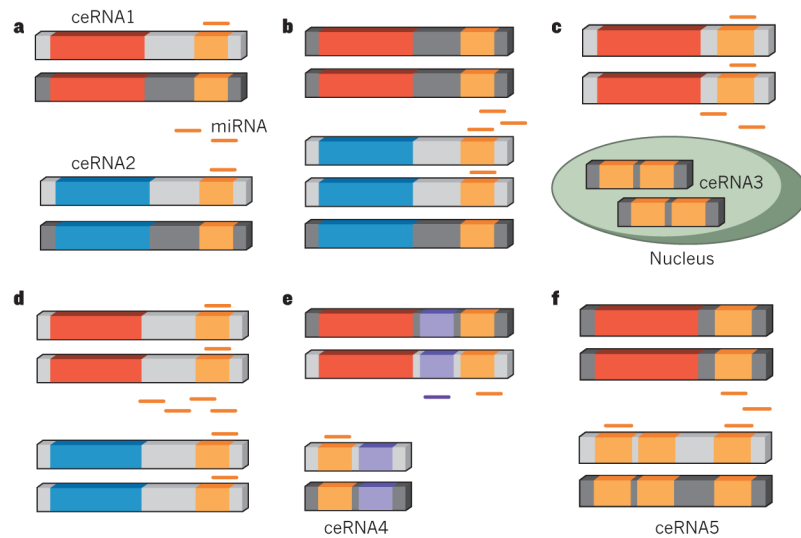 a
ceRNA1
miRNA
ceRNA2
b
c
ceRNA3
Nucleus
d
e
ceRNA4
f
ceRNA5